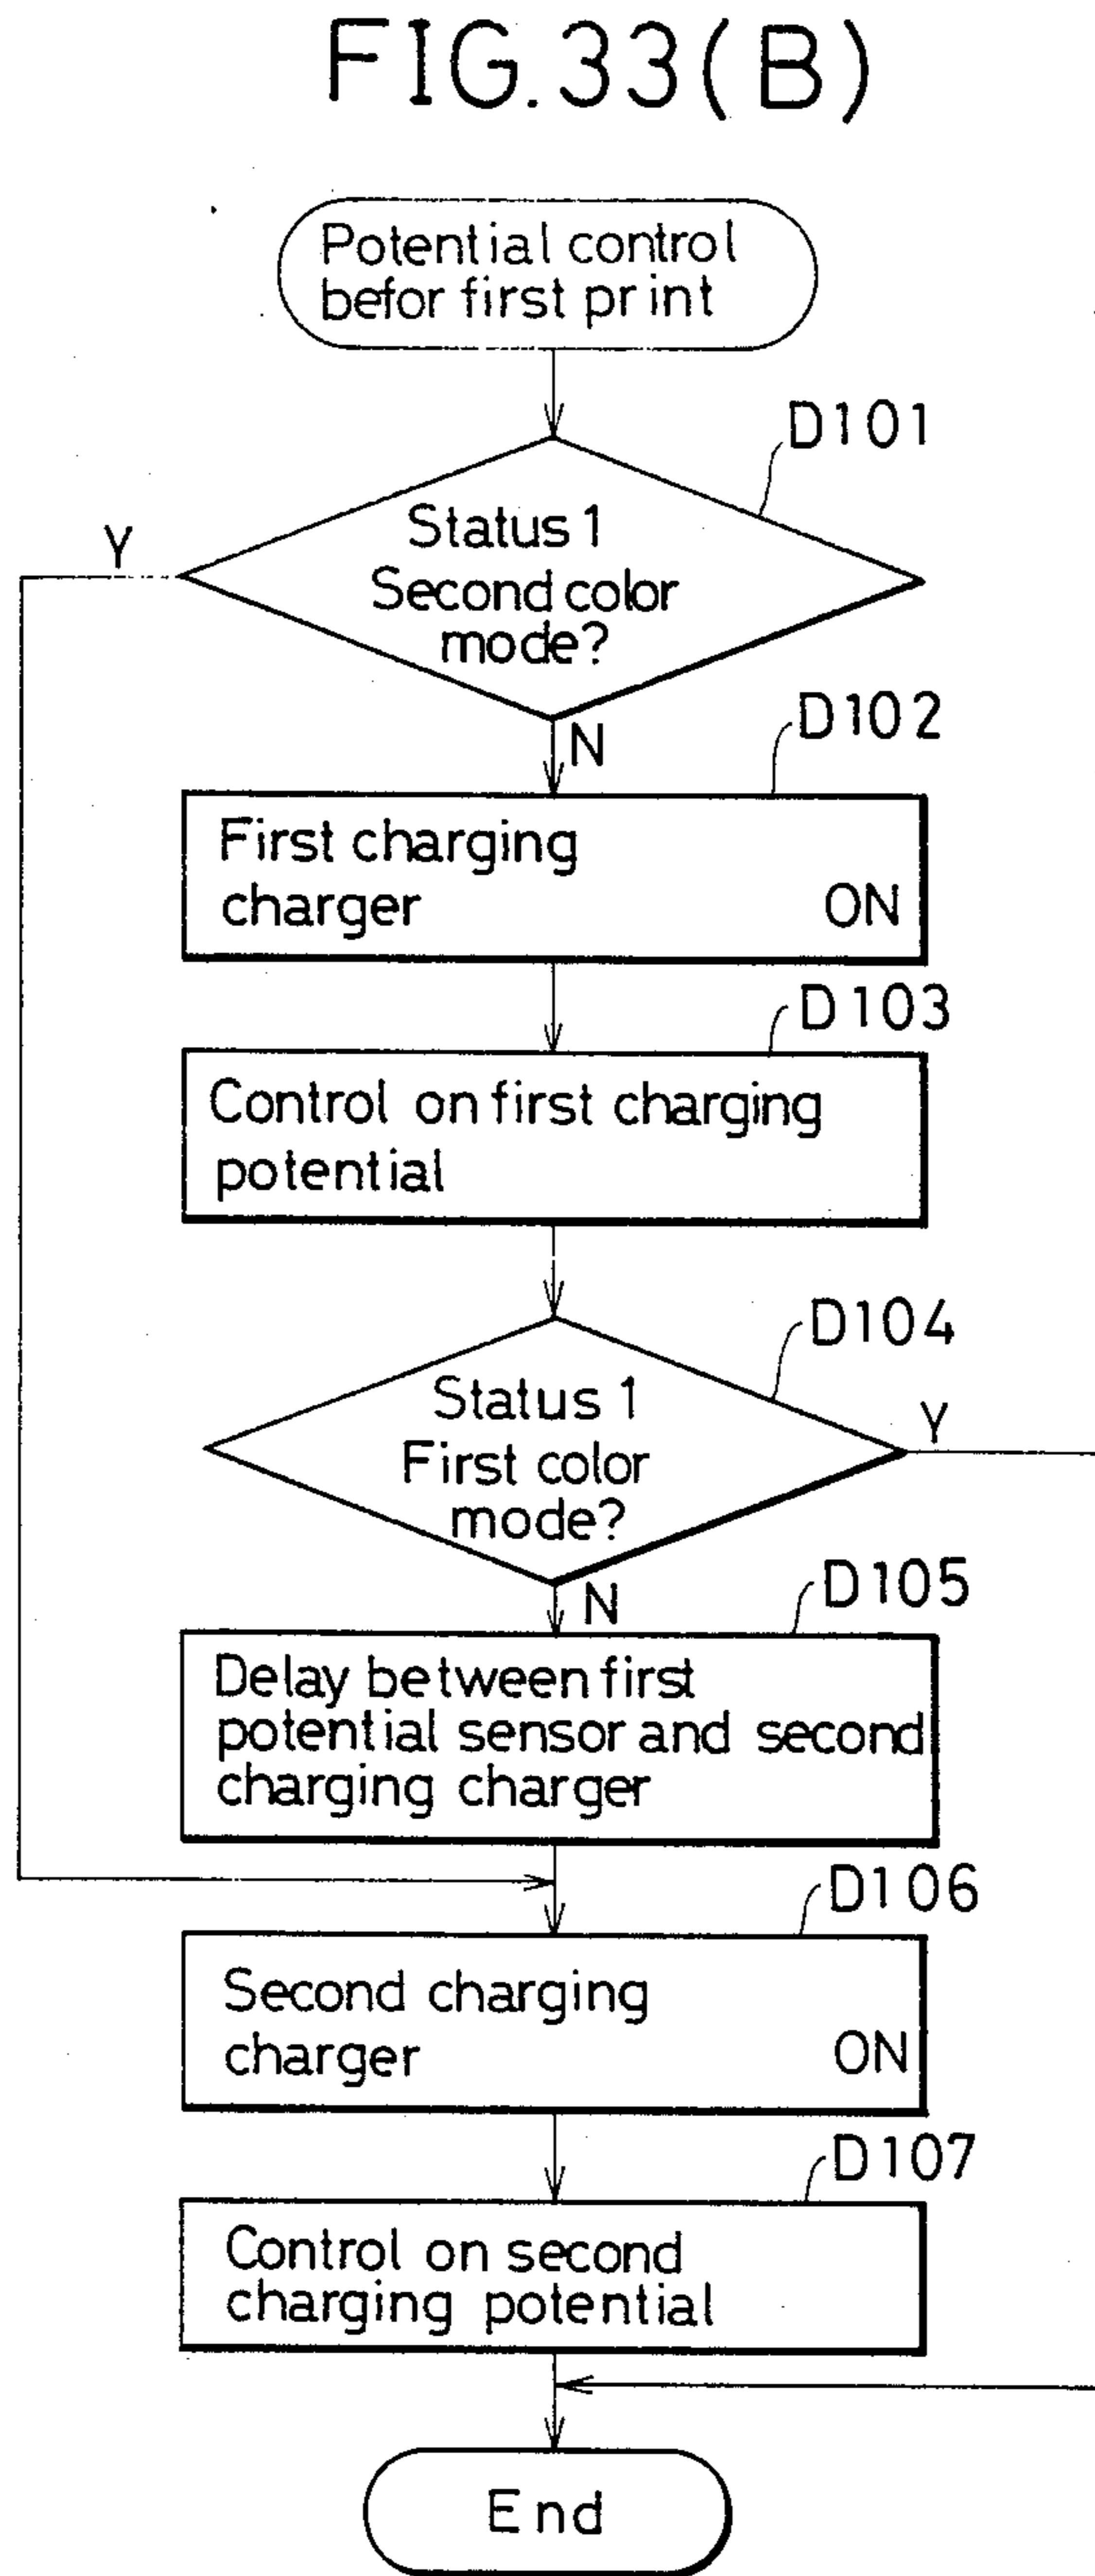 FIG.33(B)
Potential control
befor first print
D101
Y
Status 1
Second color
mode?
N
D102
First charging
charger ON
D103
Control on first charging
potential
D104
Status 1
First color
mode?
Y
N
D105
Delay between first
potential sensor and second
charging charger
D106
Second charging
charger ON
D107
Control on second
charging potential
End